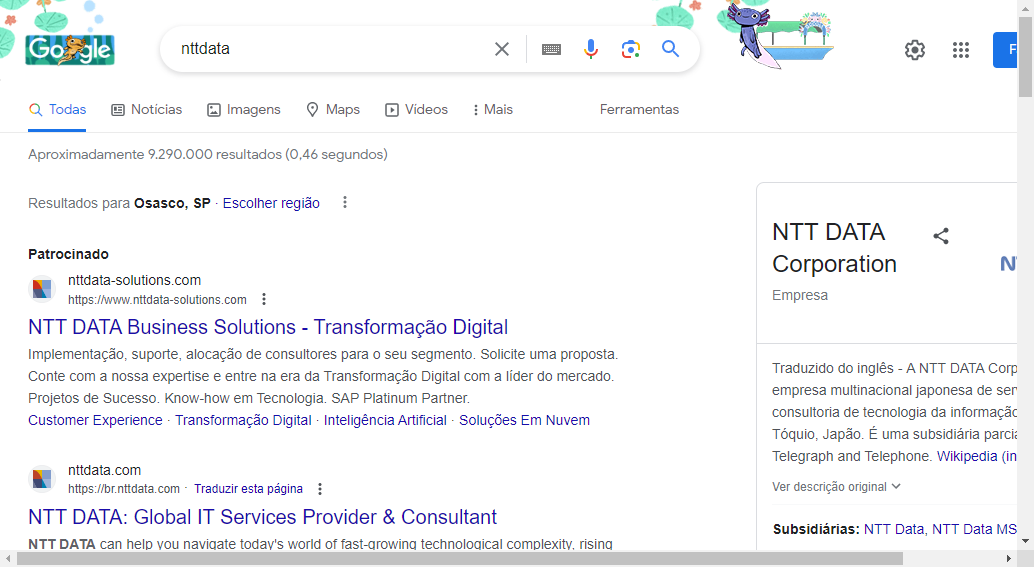 Google
nttdata
F
Todas
Notícias
Imagens
Maps
Vídeos
Mais
Ferramentas
Aproximadamente 9.290.000 resultados (0,46 segundos)
Resultados para Osasco, SP · Escolher região
Patrocinado
nttdata-solutions.com
https://www.nttdata-solutions.com
NTT DATA Business Solutions - Transformação Digital
Implementação, suporte, alocação de consultores para o seu segmento. Solicite uma proposta.
Conte com a nossa expertise e entre na era da Transformação Digital com a líder do mercado.
Projetos de Sucesso. Know-how em Tecnologia. SAP Platinum Partner.
Customer Experience · Transformação Digital · Inteligência Artificial · Soluções Em Nuvem
nttdata.com
https://br.nttdata.com · Traduzir esta página
NTT DATA: Global IT Services Provider & Consultant
NTT DATA can help you navigate today's world of fast-growing technological complexity, rising
NTT DATA
Corporation
Empresa
N
Traduzido do inglês - A NTT DATA Corp
empresa multinacional japonesa de ser
consultoria de tecnologia da informação
Tóquio, Japão. É uma subsidiária parcia
Telegraph and Telephone. Wikipedia (in
Ver descrição original
Subsidiárias: NTT Data, NTT Data MS